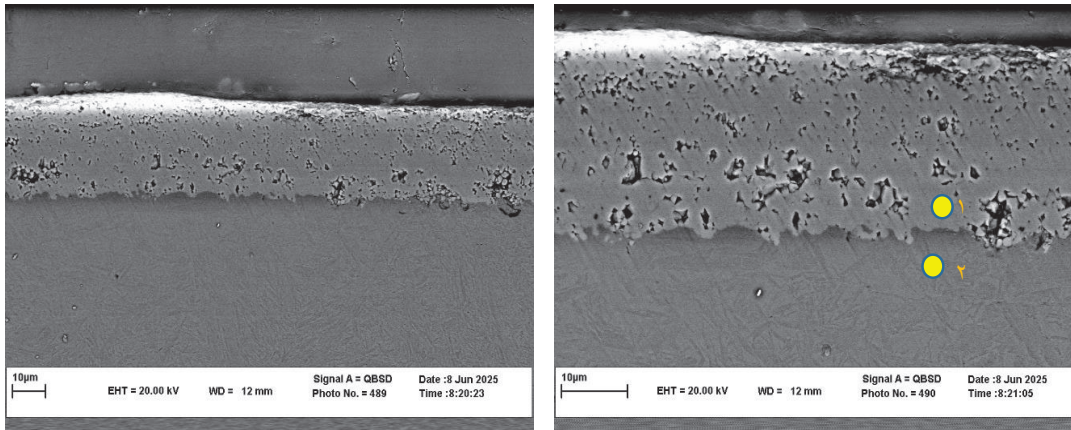 10µm
EHT = 20.00 kV
WD = 12 mm
Signal A = QBSD
Photo No. = 489
Date :8 Jun 2025
Time :8:20:23
۱
۲
10µm
EHT = 20.00 kV
WD = 12 mm
Signal A = QBSD
Photo No. = 490
Date :8 Jun 2025
Time :8:21:05